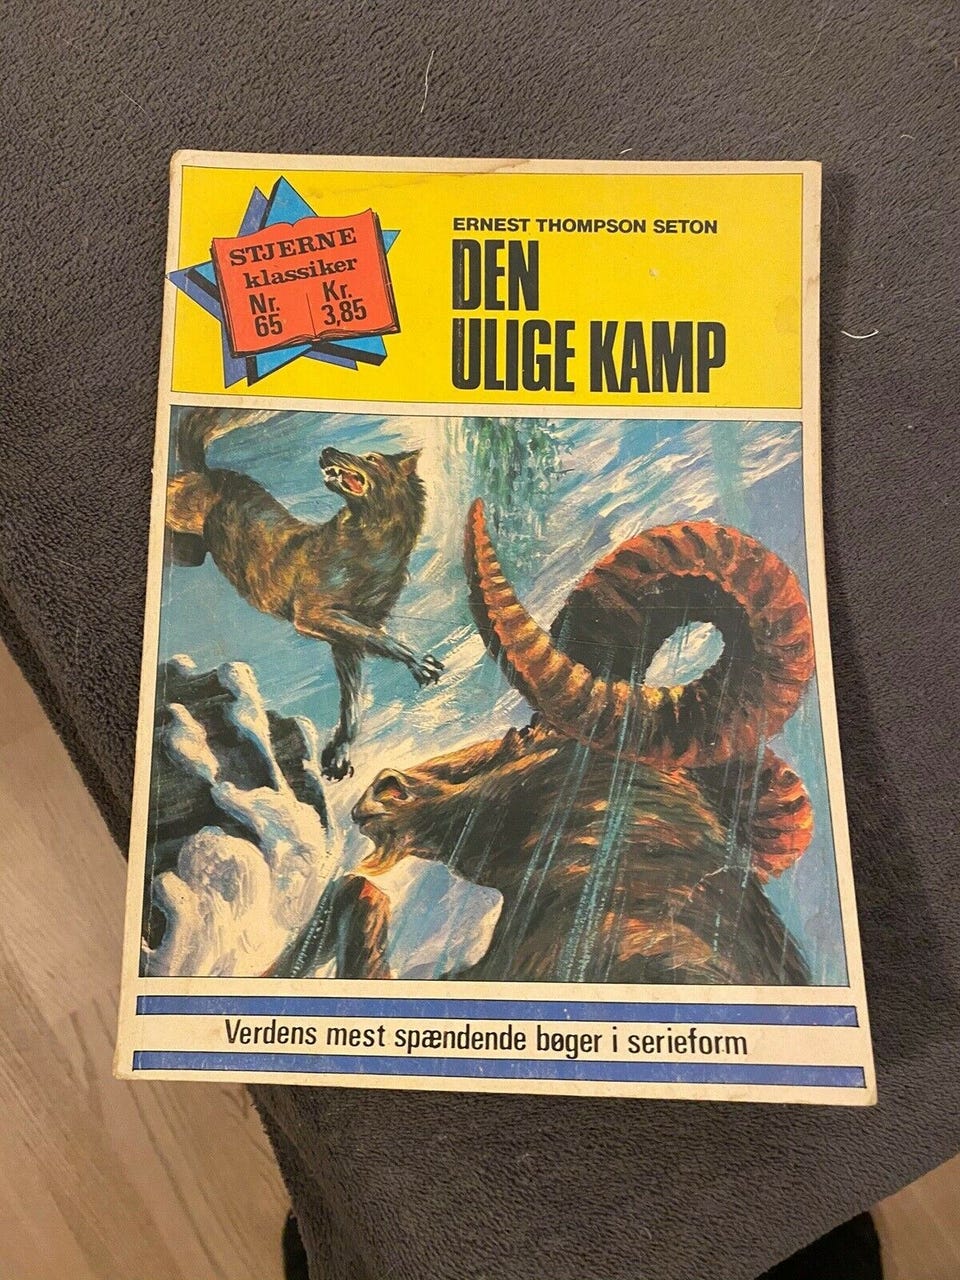 STJERNE
klassiker
Nr. Kr.
65 3,85
ERNEST THOMPSON SETON
DEN
ULIGE KAMP
Verdens mest spændende bøger i serieform